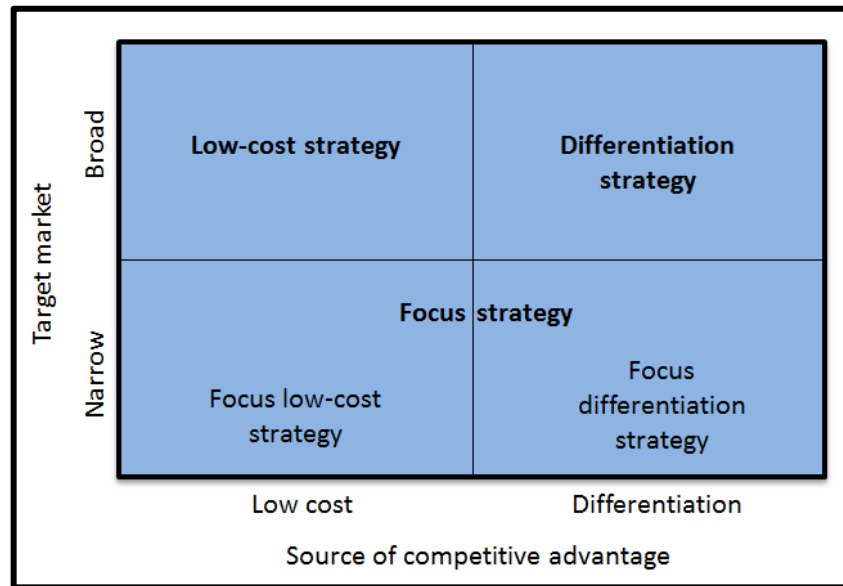 Target market
Broad
Narrow
Low-cost strategy
Differentiation
strategy
Focus strategy
Focus low-cost
strategy
Focus
differentiation
strategy
Low cost
Differentiation
Source of competitive advantage